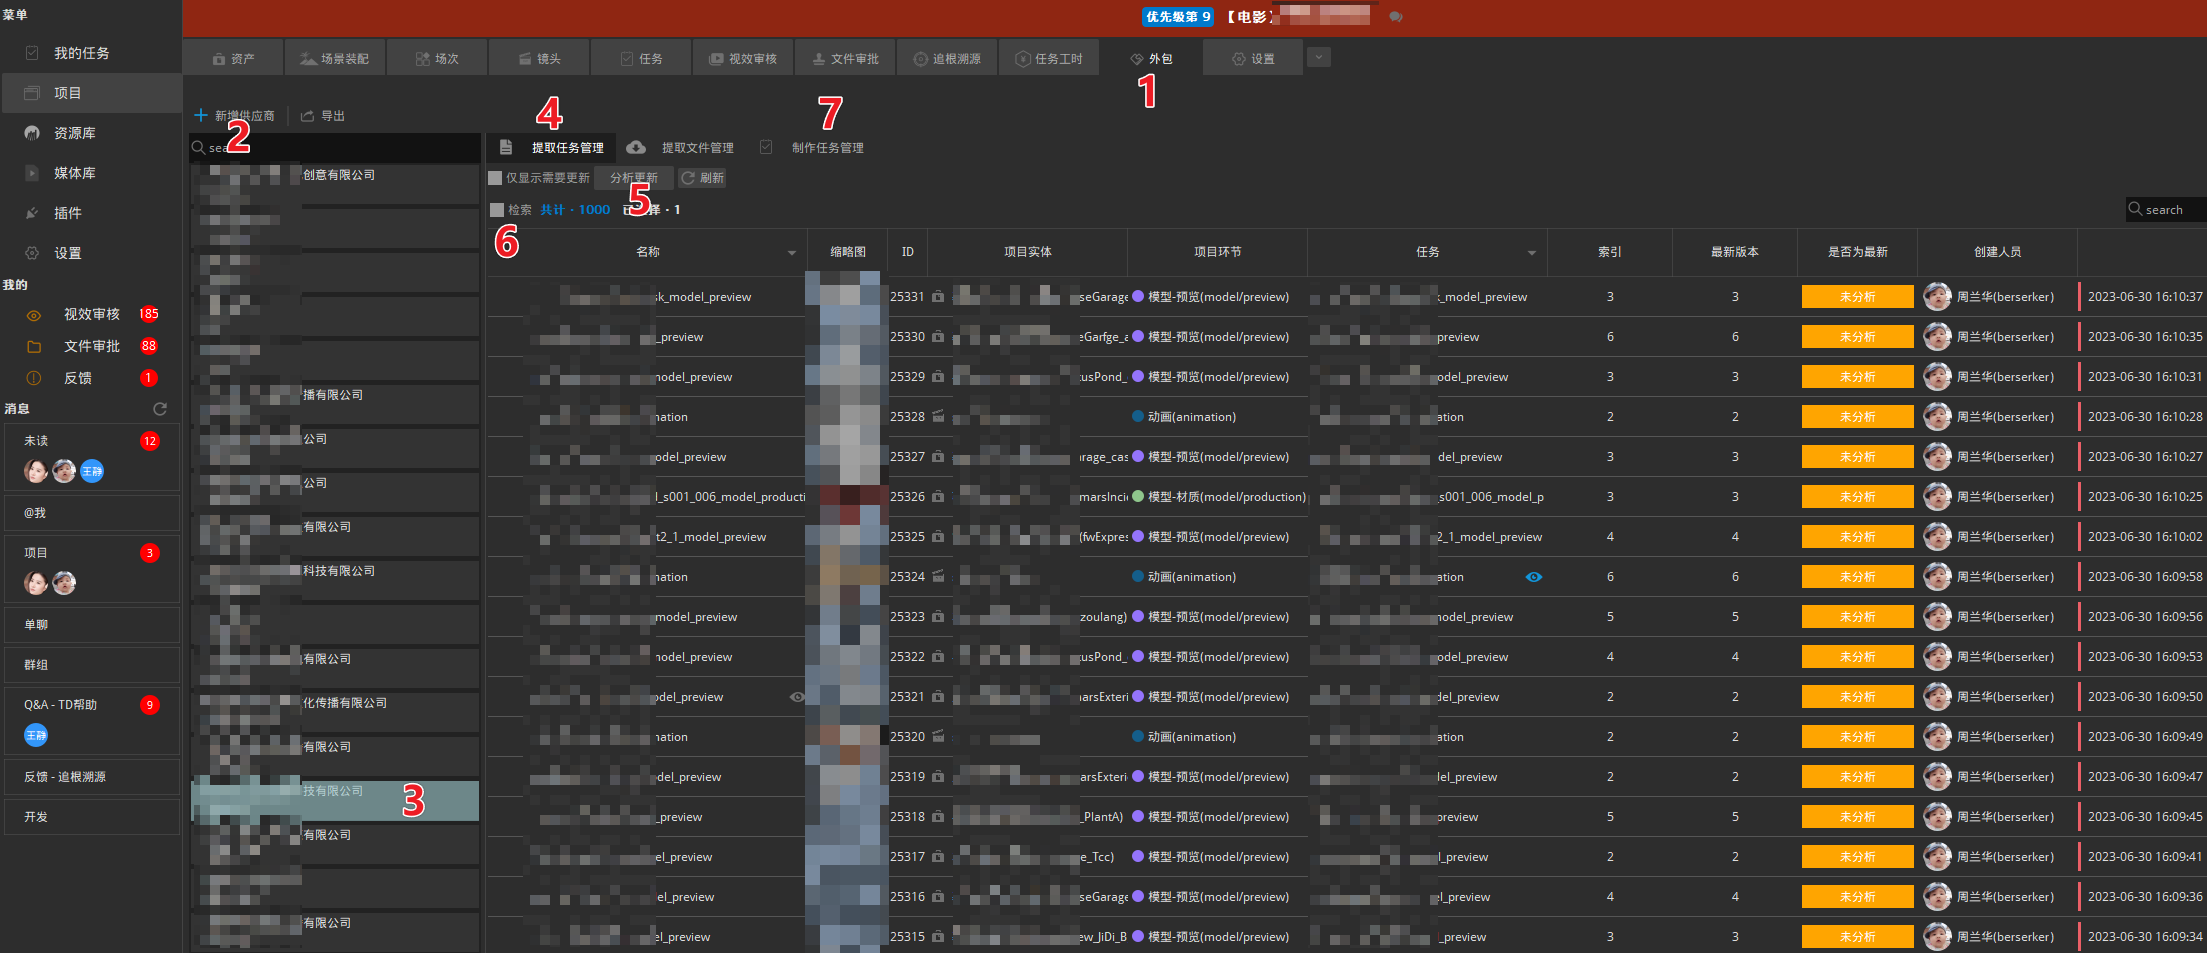 菜单
我的任务
项目
资源库
媒体库
插件
设置
我的
视效审核 185
文件审批 88
反馈 1
消息
未读 12
王静
@我
项目 3
单聊
群组
Q&A - TD帮助 9
王静
反馈 - 追根溯源
开发
优先级第 9 【电影】
资产 场景装配 场次 镜头 任务 视效审核 文件审批 追根溯源 任务工时 外包 设置
1
新增供应商 导出
2
创意有限公司
播有限公司
公司
公司
有限公司
科技有限公司
有限公司
化传播有限公司
有限公司
技有限公司
3
有限公司
有限公司
4
7
提取任务管理 提取文件管理 制作任务管理
仅显示需要更新 分析更新 刷新
5
检索 共计 · 1000 已选择 · 1 search
6
名称 缩略图 ID 项目实体 项目环节 任务 索引 最新版本 是否为最新 创建人员
sk_model_preview 25331 seGarage 模型-预览(model/preview) k_model_preview 3 3 未分析 周兰华(berserker) 2023-06-30 16:10:37
_preview 25330 eGarfge_a 模型-预览(model/preview) preview 6 6 未分析 周兰华(berserker) 2023-06-30 16:10:35
model_preview 25329 tusPond_ 模型-预览(model/preview) odel_preview 3 3 未分析 周兰华(berserker) 2023-06-30 16:10:31
nation 25328 动画(animation) ation 2 2 未分析 周兰华(berserker) 2023-06-30 16:10:28
odel_preview 25327 rage_cas 模型-预览(model/preview) del_preview 3 3 未分析 周兰华(berserker) 2023-06-30 16:10:27
l_s001_006_model_producti 25326 marsInci 模型-材质(model/production) _s001_006_model_p 3 3 未分析 周兰华(berserker) 2023-06-30 16:10:25
t2_1_model_preview 25325 (fwExpres 模型-预览(model/preview) 2_1_model_preview 4 4 未分析 周兰华(berserker) 2023-06-30 16:10:02
nation 25324 动画(animation) ation 6 6 未分析 周兰华(berserker) 2023-06-30 16:09:58
model_preview 25323 zoulang) 模型-预览(model/preview) odel_preview 5 5 未分析 周兰华(berserker) 2023-06-30 16:09:56
nodel_preview 25322 tusPond_ 模型-预览(model/preview) odel_preview 4 4 未分析 周兰华(berserker) 2023-06-30 16:09:53
odel_preview 25321 arsExteri 模型-预览(model/preview) del_preview 2 2 未分析 周兰华(berserker) 2023-06-30 16:09:50
nation 25320 动画(animation) ation 2 2 未分析 周兰华(berserker) 2023-06-30 16:09:49
del_preview 25319 arsExteri 模型-预览(model/preview) lel_preview 2 2 未分析 周兰华(berserker) 2023-06-30 16:09:47
_preview 25318 _PlantA) 模型-预览(model/preview) preview 5 5 未分析 周兰华(berserker) 2023-06-30 16:09:45
el_preview 25317 e_Tcc) 模型-预览(model/preview) l_preview 2 2 未分析 周兰华(berserker) 2023-06-30 16:09:41
lel_preview 25316 seGarage 模型-预览(model/preview) el_preview 4 4 未分析 周兰华(berserker) 2023-06-30 16:09:36
el_preview 25315 ew_JiDi_B 模型-预览(model/preview) l_preview 3 3 未分析 周兰华(berserker) 2023-06-30 16:09:34